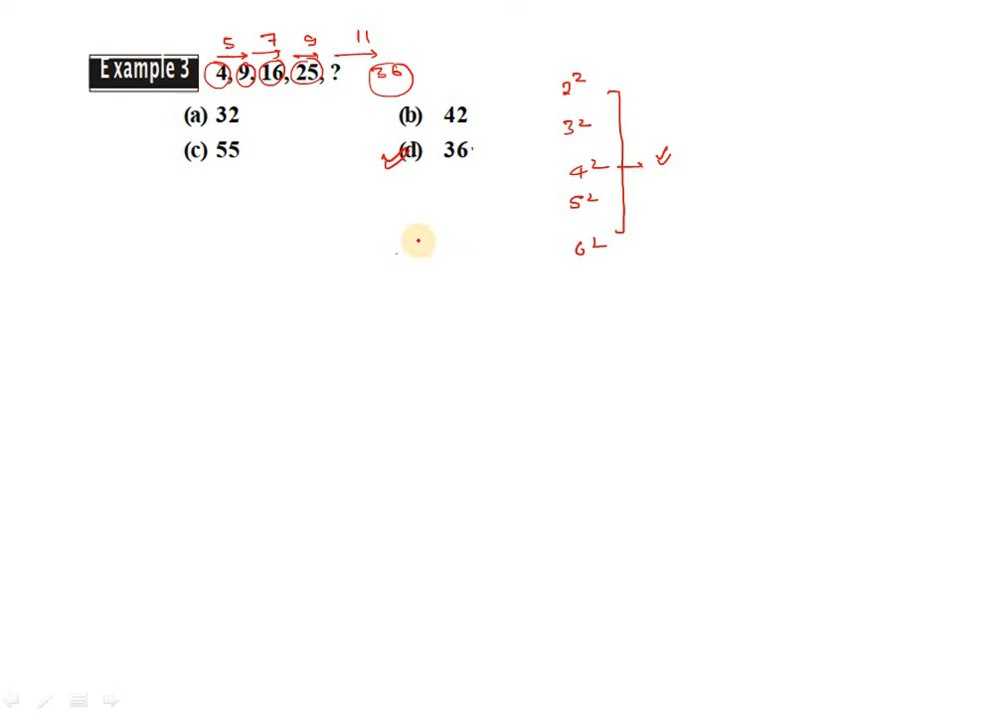 5 7 9 11
Example 3 4, 9, 16, 25, ? 36
(a) 32 (b) 42
(c) 55 (d) 36
2²
3²
4²
5²
6²